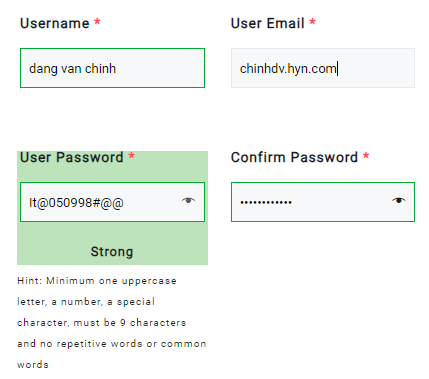 Username * User Email *
dang van chinh chinhdv.hyn.com
User Password * Confirm Password *
It@050998#@@ ••••••••••••
Strong
Hint: Minimum one uppercase
letter, a number, a special
character, must be 9 characters
and no repetitive words or common
words